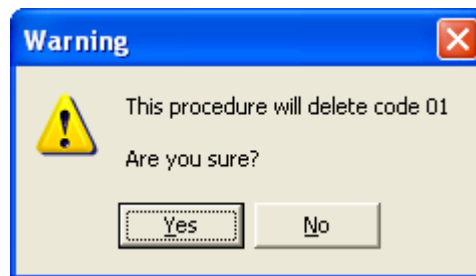 Warning
This procedure will delete code 01
Are you sure?
Yes No